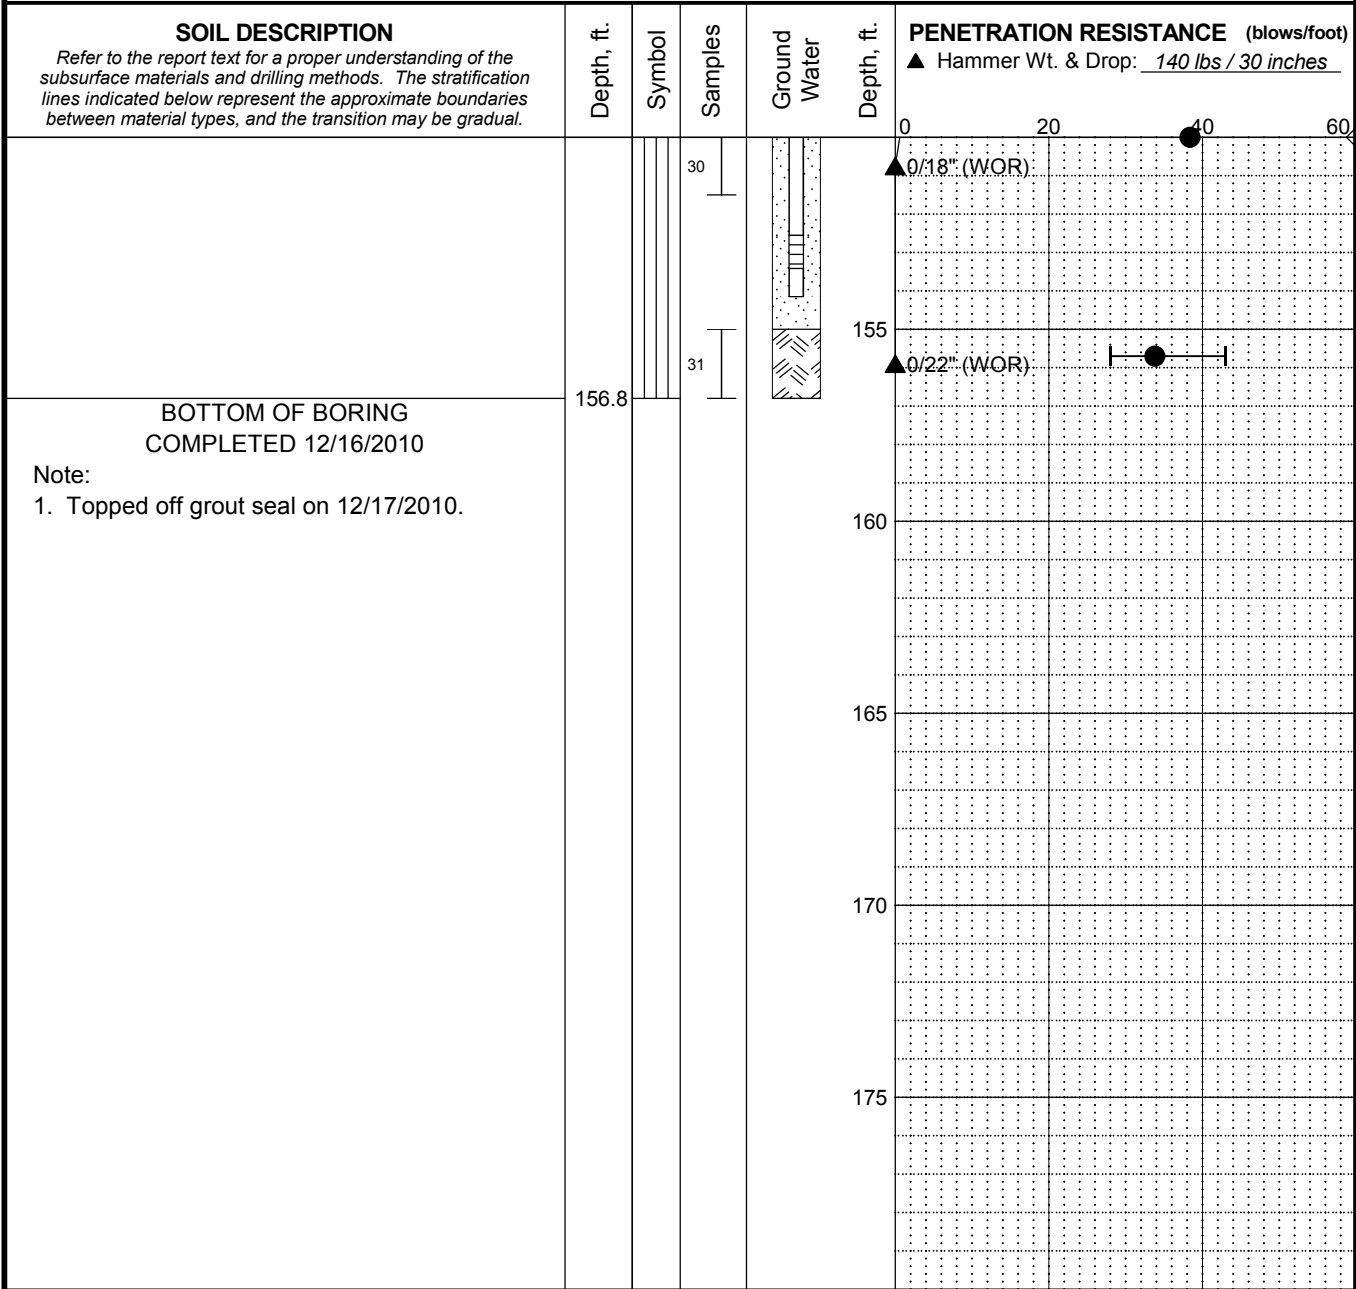 SOIL DESCRIPTION
Refer to the report text for a proper understanding of the
subsurface materials and drilling methods. The stratification
lines indicated below represent the approximate boundaries
between material types, and the transition may be gradual.
Depth, ft.
Symbol
Samples
Ground
Water
Depth, ft.
PENETRATION RESISTANCE (blows/foot)
▲ Hammer Wt. & Drop: 140 lbs / 30 inches
0 20 40 60
30
0/18" (WOR)
155
31
0/22" (WOR)
156.8
BOTTOM OF BORING
COMPLETED 12/16/2010
Note:
1. Topped off grout seal on 12/17/2010.
160
165
170
175